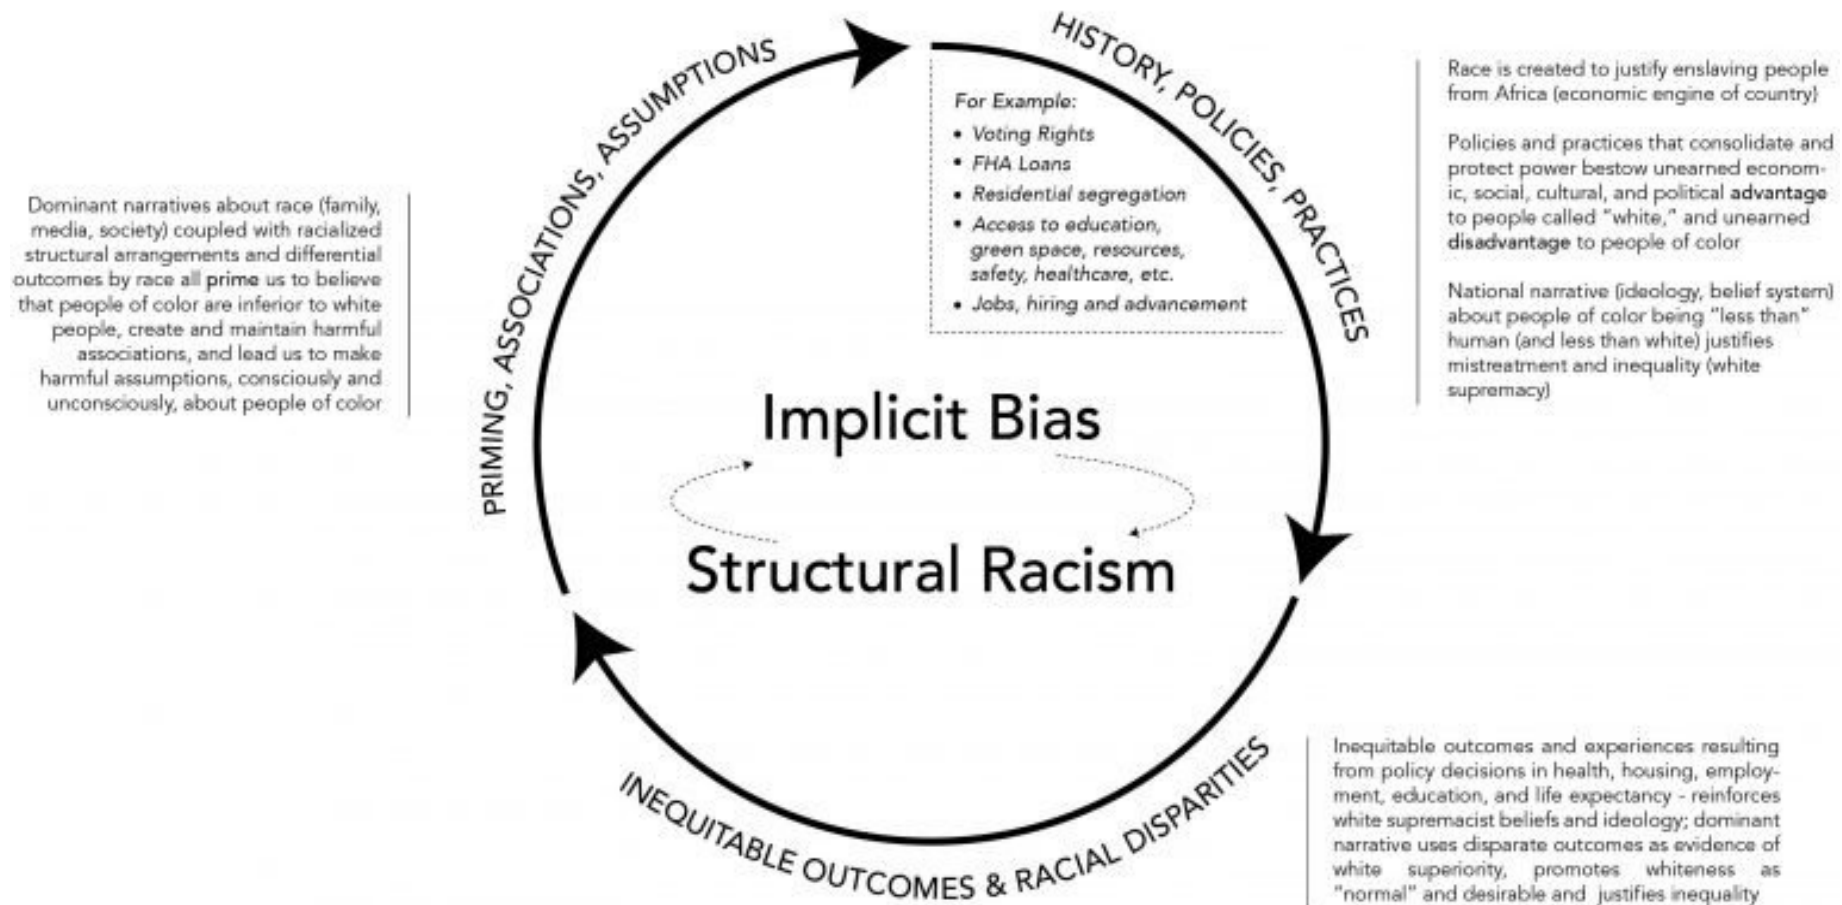 PRIMING, ASSOCIATIONS, ASSUMPTIONS
HISTORY, POLICIES, PRACTICES
For Example:
• Voting Rights
• FHA Loans
• Residential segregation
• Access to education,
green space, resources,
safety, healthcare, etc.
• Jobs, hiring and advancement
Race is created to justify enslaving people
from Africa (economic engine of country)
Policies and practices that consolidate and
protect power bestow unearned econom-
ic, social, cultural, and political advantage
to people called "white," and unearned
disadvantage to people of color
National narrative (ideology, belief system)
about people of color being "less than"
human (and less than white) justifies
mistreatment and inequality (white
supremacy)
Dominant narratives about race (family,
media, society) coupled with racialized
structural arrangements and differential
outcomes by race all prime us to believe
that people of color are inferior to white
people, create and maintain harmful
associations, and lead us to make
harmful assumptions, consciously and
unconsciously, about people of color
Implicit Bias
Structural Racism
INEQUITABLE OUTCOMES & RACIAL DISPARITIES
Inequitable outcomes and experiences resulting
from policy decisions in health, housing, employ-
ment, education, and life expectancy - reinforces
white supremacist beliefs and ideology; dominant
narrative uses disparate outcomes as evidence of
white superiority, promotes whiteness as
"normal" and desirable and justifies inequality